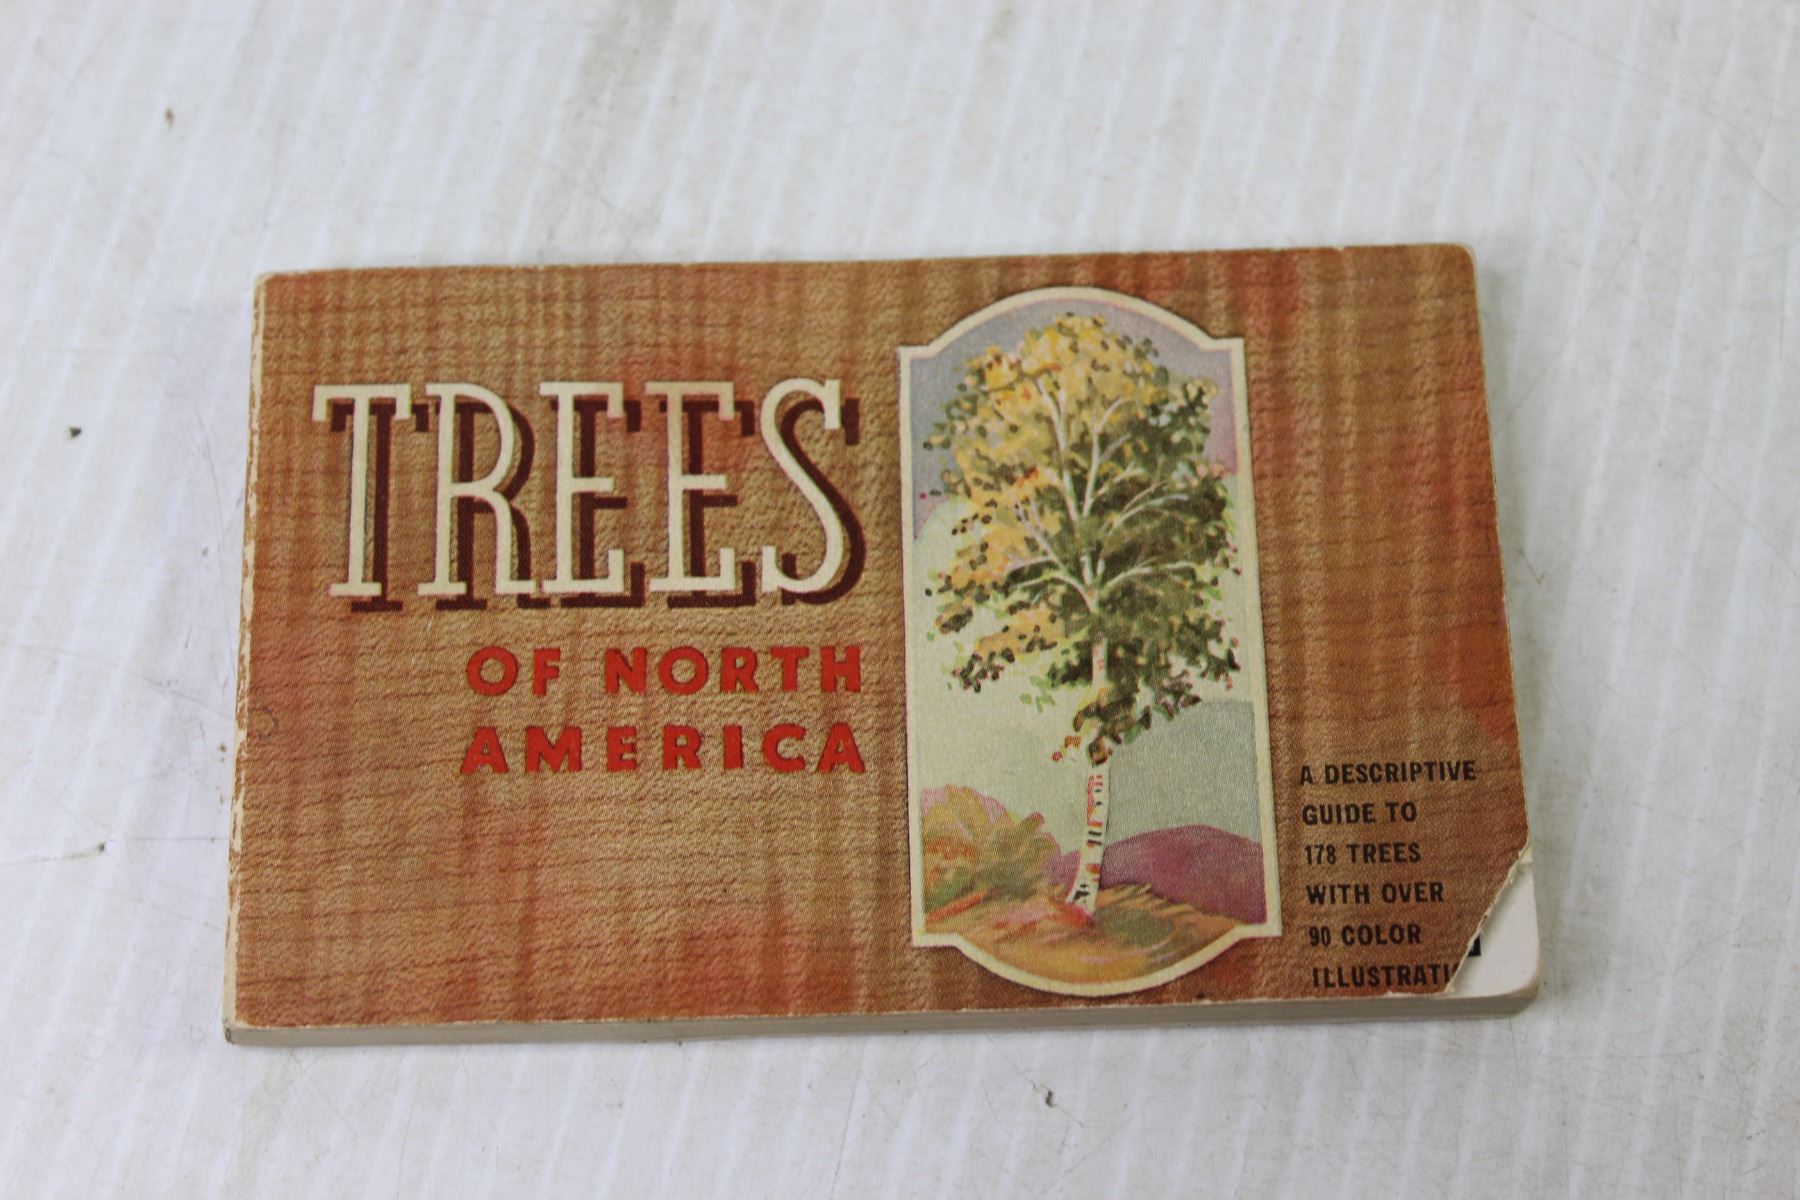 TREES
OF NORTH
AMERICA
A DESCRIPTIVE
GUIDE TO
178 TREES
WITH OVER
90 COLOR